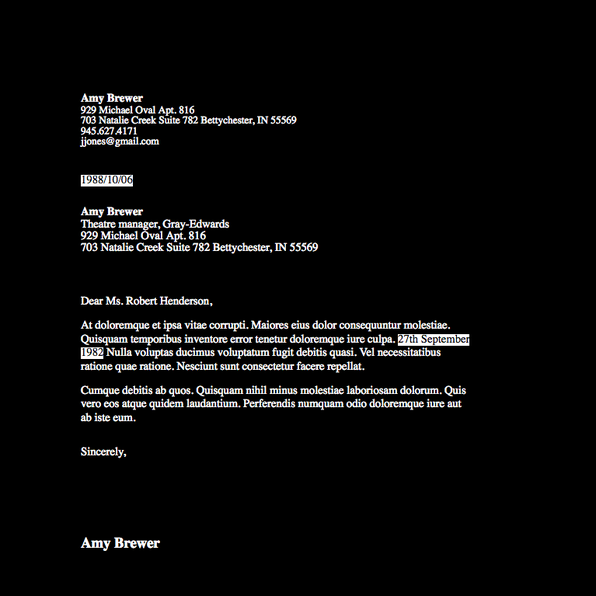 Amy Brewer
929 Michael Oval Apt. 816
703 Natalie Creek Suite 782 Bettychester, IN 55569
945.627.4171
jjones@gmail.com
1988/10/06
Amy Brewer
Theatre manager, Gray-Edwards
929 Michael Oval Apt. 816
703 Natalie Creek Suite 782 Bettychester, IN 55569
Dear Ms. Robert Henderson,
At doloremque et ipsa vitae corrupti. Maiores eius dolor consequuntur molestiae.
Quisquam temporibus inventore error tenetur doloremque iure culpa. 27th September
1982 Nulla voluptas ducimus voluptatum fugit debitis quasi. Vel necessitatibus
ratione quae ratione. Nesciunt sunt consectetur facere repellat.
Cumque debitis ab quos. Quisquam nihil minus molestiae laboriosam dolorum. Quis
vero eos atque quidem laudantium. Perferendis numquam odio doloremque iure aut
ab iste eum.
Sincerely,
Amy Brewer